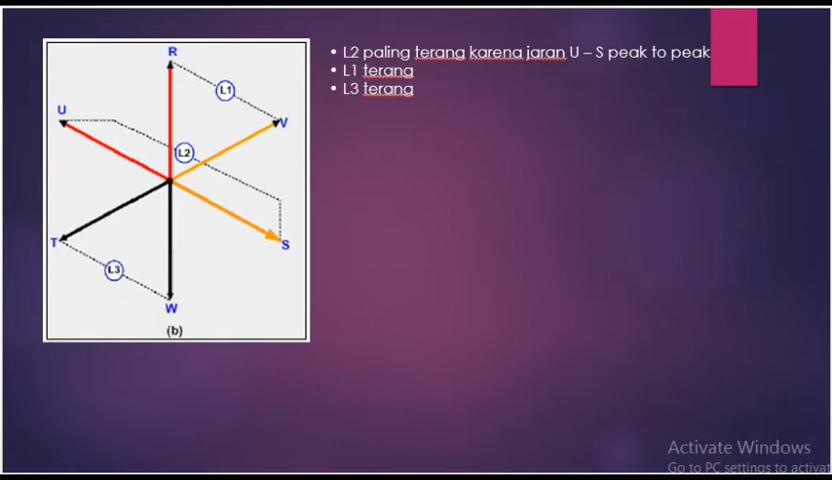 R
L1
U
V
L2
T
S
L3
W
(b)
• L2 paling terang karena jaran U – S peak to peak
• L1 terang
• L3 terang
Activate Windows
Go to PC settings to activat